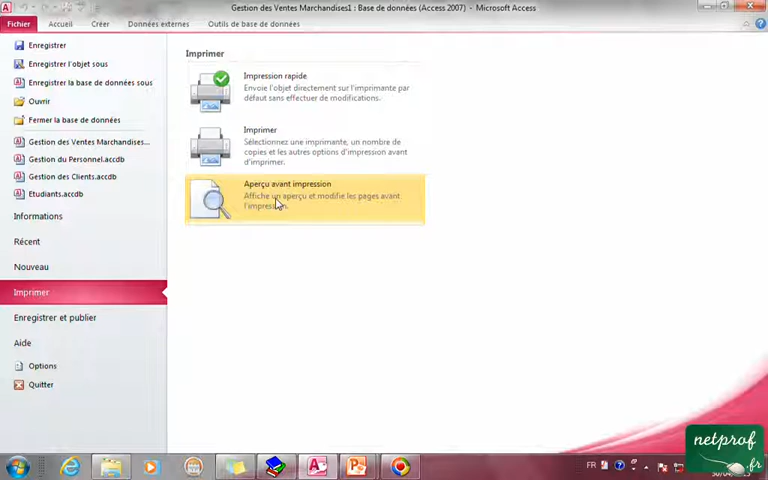 Gestion des Ventes Marchandises1 : Base de données (Access 2007) - Microsoft Access
Fichier
Accueil
Créer
Données externes
Outils de base de données
Enregistrer
Enregistrer l'objet sous
Enregistrer la base de données sous
Ouvrir
Fermer la base de données
Gestion des Ventes Marchandises...
Gestion du Personnel.accdb
Gestion des Clients.accdb
Etudiants.accdb
Informations
Récent
Nouveau
Imprimer
Enregistrer et publier
Aide
Options
Quitter
Imprimer
Impression rapide
Envoie l'objet directement sur l'imprimante par
défaut sans effectuer de modifications.
Imprimer
Sélectionnez une imprimante, un nombre de
copies et les autres options d'impression avant
d'imprimer.
Aperçu avant impression
Affiche un aperçu et modifie les pages avant
l'impression.
FR
netprof
.fr